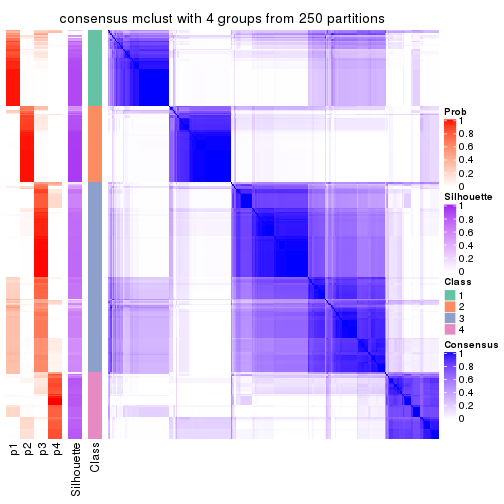 consensus mclust with 4 groups from 250 partitions
Prob
1
0.8
0.6
0.4
0.2
0
Silhouette
1
0.8
0.6
0.4
0.2
0
Class
1
2
3
4
Consensus
1
0.8
0.6
0.4
0.2
0
p1
p2
p3
p4
Silhouette
Class